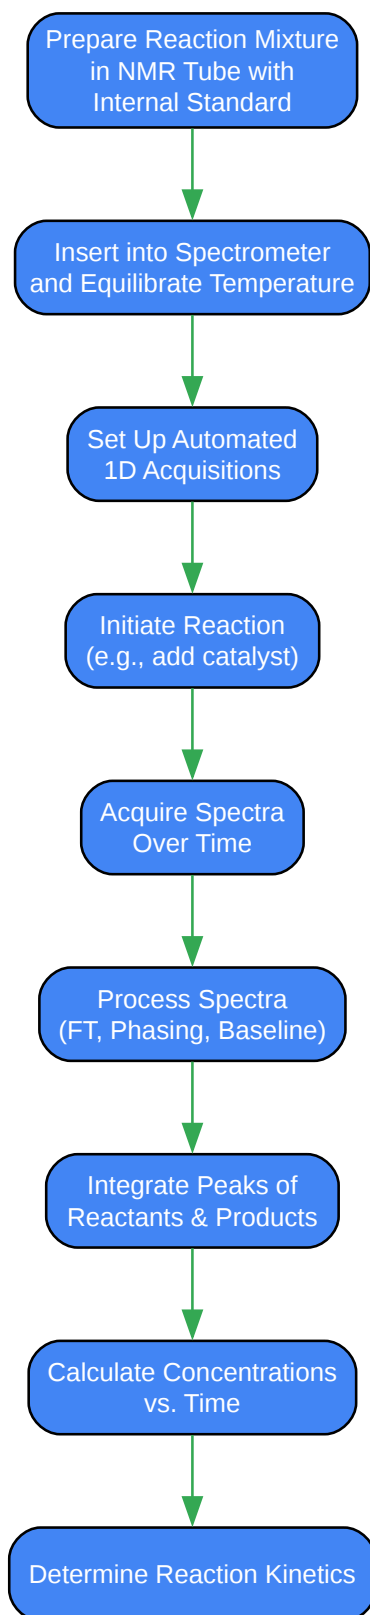 Prepare Reaction Mixture
in NMR Tube with
Internal Standard
Insert into Spectrometer
and Equilibrate Temperature
Set Up Automated
1D Acquisitions
Initiate Reaction
(e.g., add catalyst)
Acquire Spectra
Over Time
Process Spectra
(FT, Phasing, Baseline)
Integrate Peaks of
Reactants & Products
Calculate Concentrations
vs. Time
Determine Reaction Kinetics